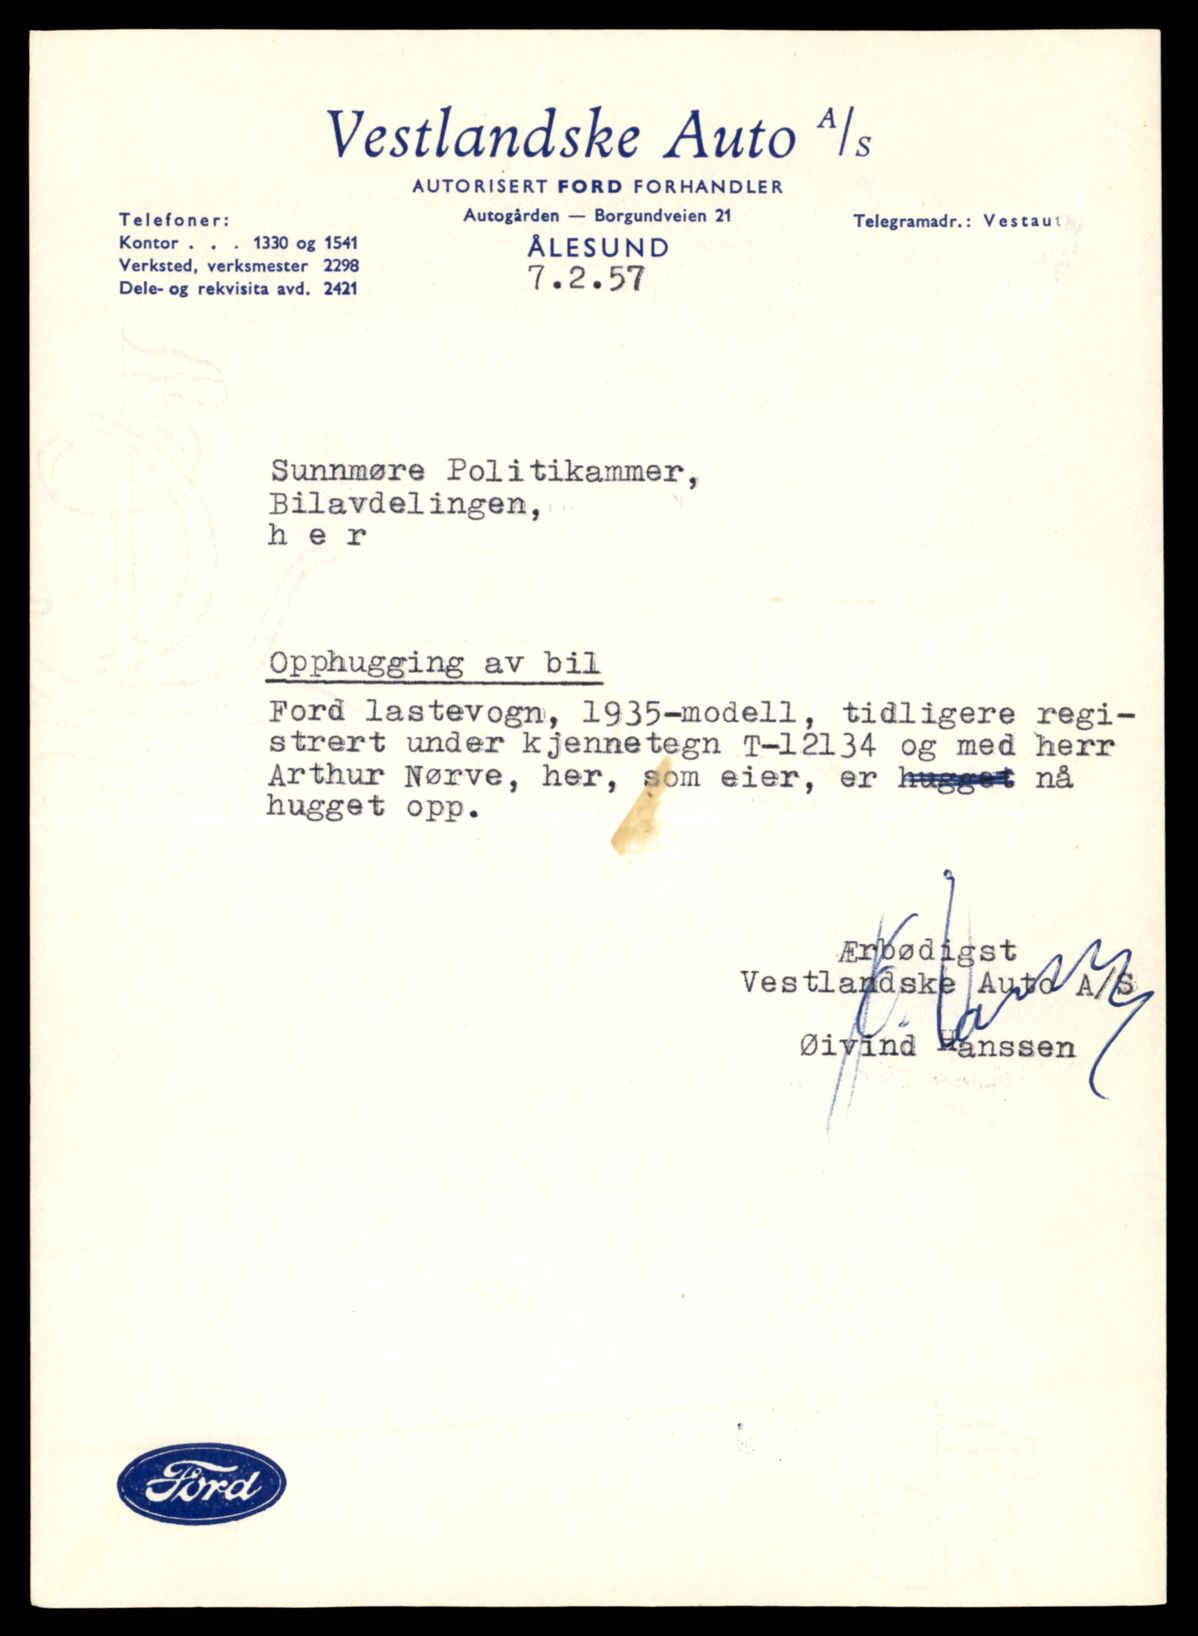 Vestlandske Auto A/S
AUTORISERT FORD FORHANDLER
Autogården — Borgundveien 21
ÅLESUND
7.2.57
Telefoner:
Kontor . . . 1330 og 1541
Verksted, verksmester 2298
Dele- og rekvisita avd. 2421
Telegramadr.: Vestaut
Sunnmøre Politikammer,
Bilavdelingen,
h e r
Opphugging av bil
Ford lastevogn, 1935-modell, tidligere regi-
strert under kjennetegn T-12134 og med herr
Arthur Nørve, her, som eier, er hugget nå
hugget opp.
Ærbødigst
Vestlandske Auto A/S
Øivind Hanssen
Ford